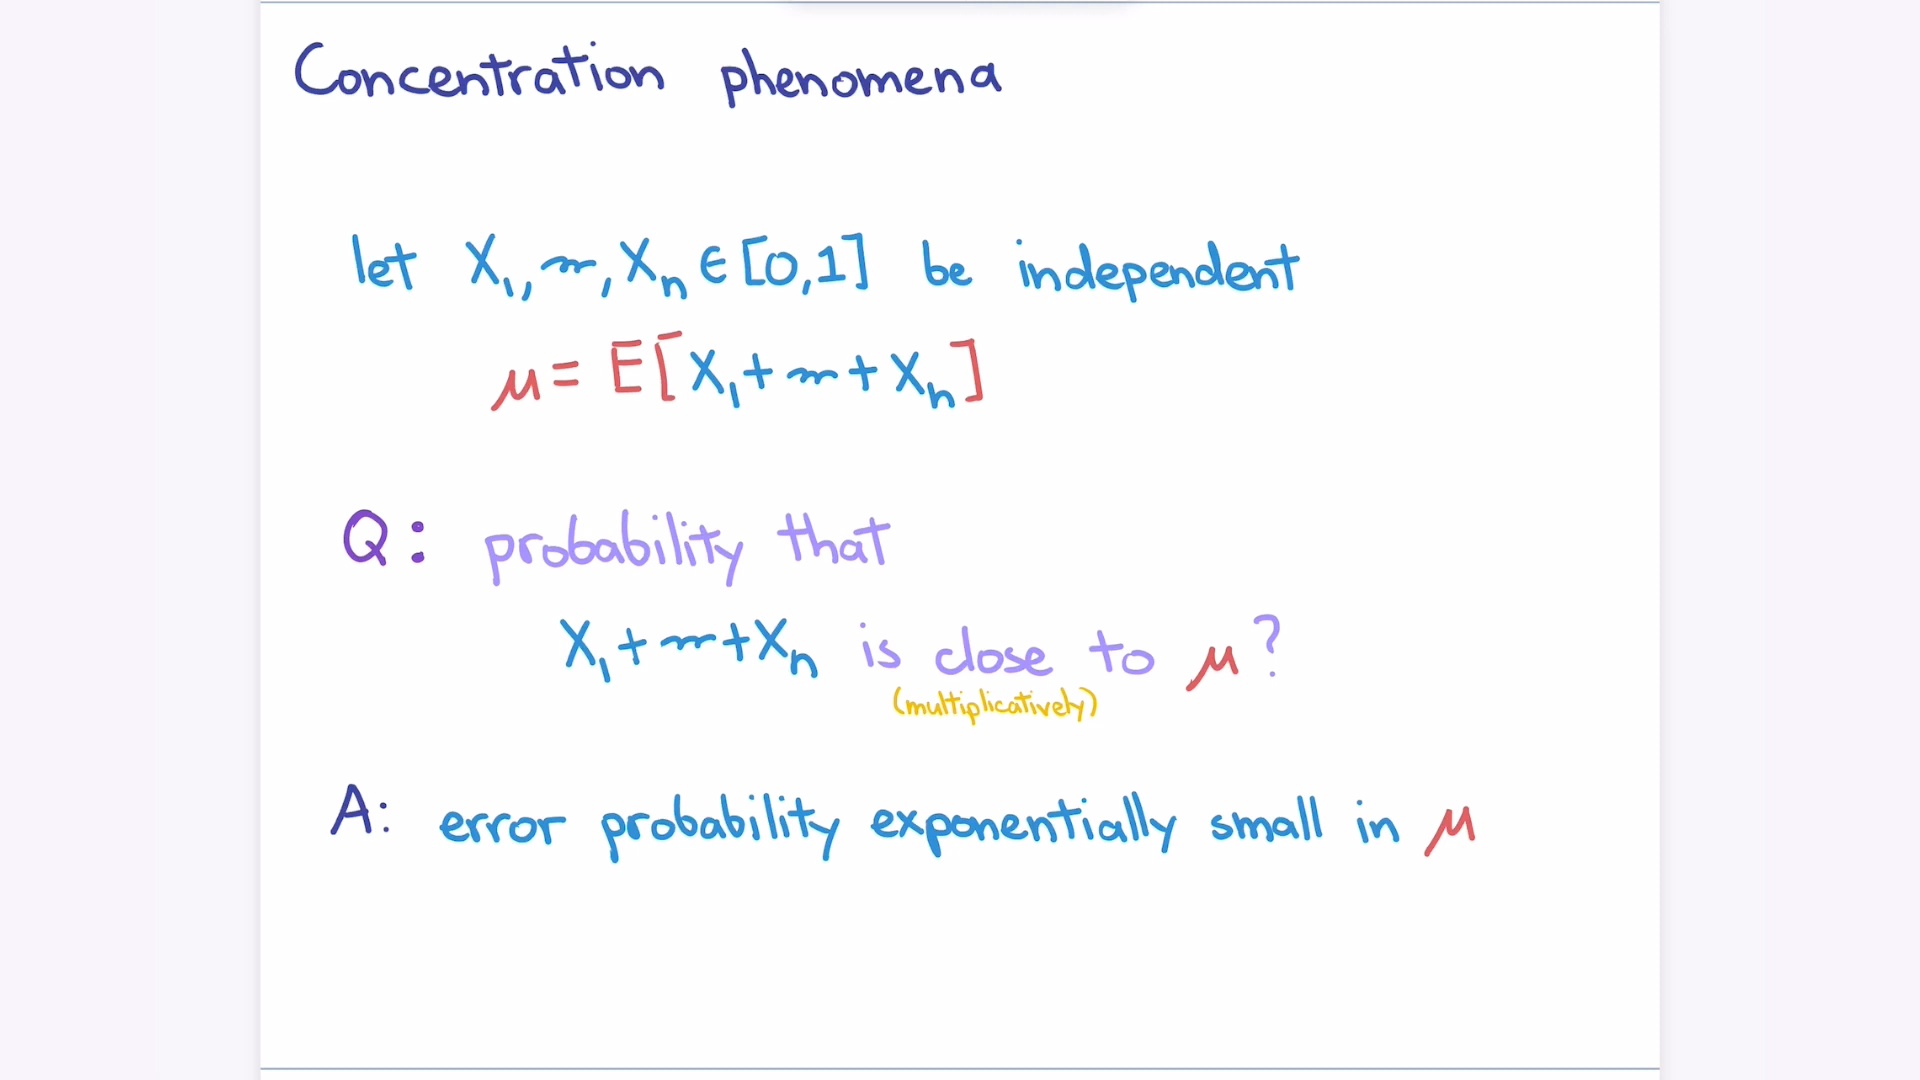 Concentration phenomena
let X₁, ⋯, Xₙ ∈ [0,1] be independent
μ = E[X₁ + ⋯ + Xₙ]
Q: probability that
X₁ + ⋯ + Xₙ is close to μ?
(multiplicatively)
A: error probability exponentially small in μ